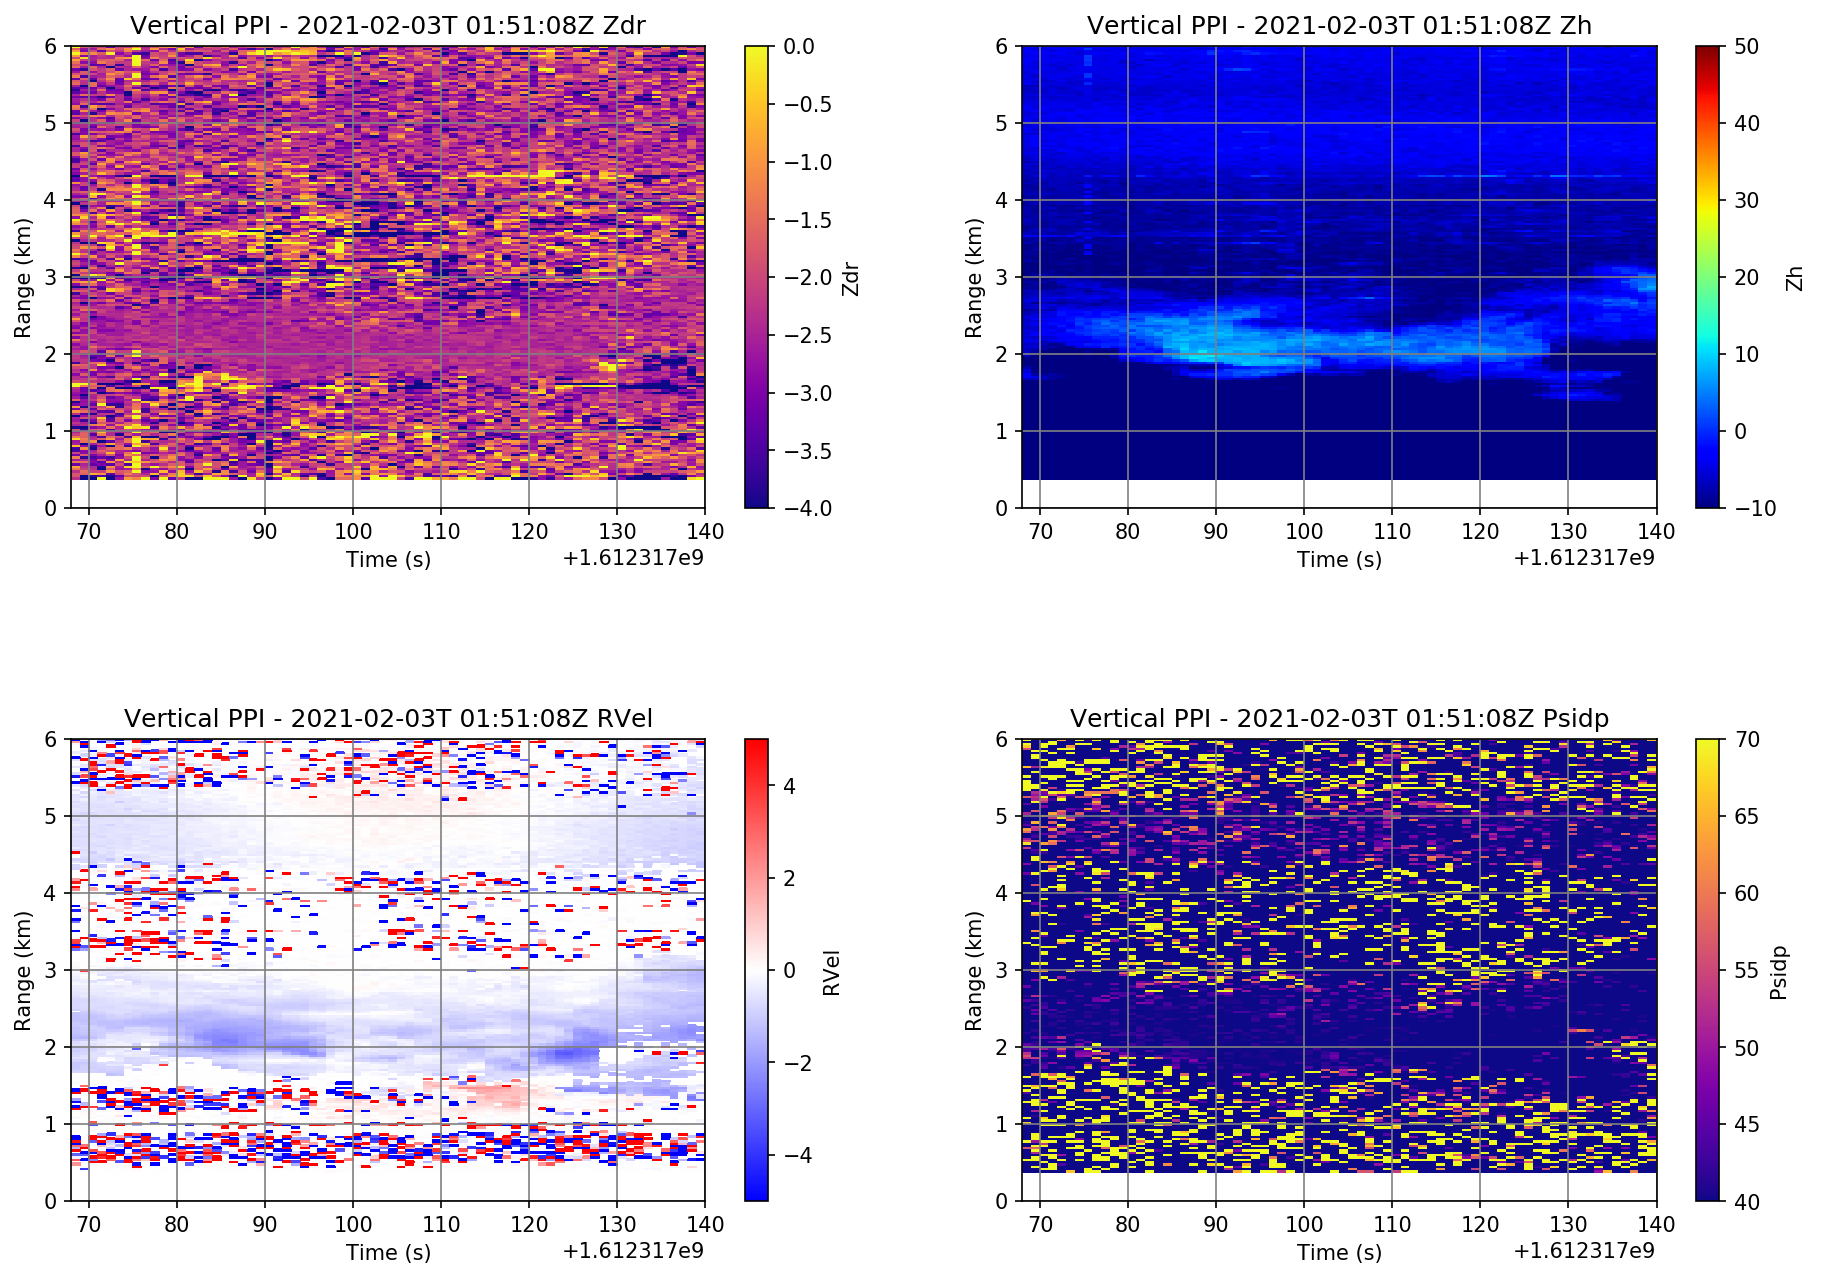 Vertical PPI - 2021-02-03T 01:51:08Z Zdr
6
5
4
3
2
1
0
Range (km)
70 80 90 100 110 120 130 140
Time (s)
+1.612317e9
0.0
−0.5
−1.0
−1.5
−2.0
−2.5
−3.0
−3.5
−4.0
Zdr
Vertical PPI - 2021-02-03T 01:51:08Z Zh
6
5
4
3
2
1
0
Range (km)
70 80 90 100 110 120 130 140
Time (s)
+1.612317e9
50
40
30
20
10
0
−10
Zh
Vertical PPI - 2021-02-03T 01:51:08Z RVel
6
5
4
3
2
1
0
Range (km)
70 80 90 100 110 120 130 140
Time (s)
+1.612317e9
4
2
0
−2
−4
RVel
Vertical PPI - 2021-02-03T 01:51:08Z Psidp
6
5
4
3
2
1
0
Range (km)
70 80 90 100 110 120 130 140
Time (s)
+1.612317e9
70
65
60
55
50
45
40
Psidp